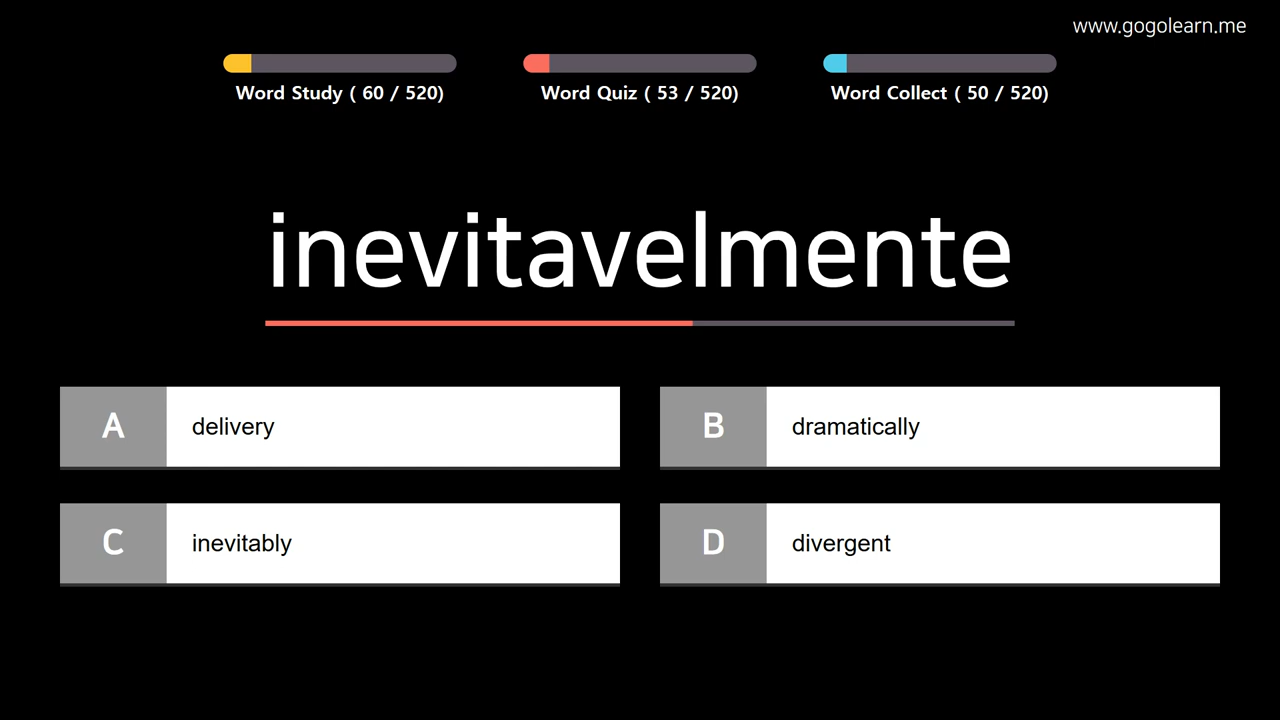 www.gogolearn.me
Word Study ( 60 / 520)
Word Quiz ( 53 / 520)
Word Collect ( 50 / 520)
inevitavelmente
A delivery
B dramatically
C inevitably
D divergent